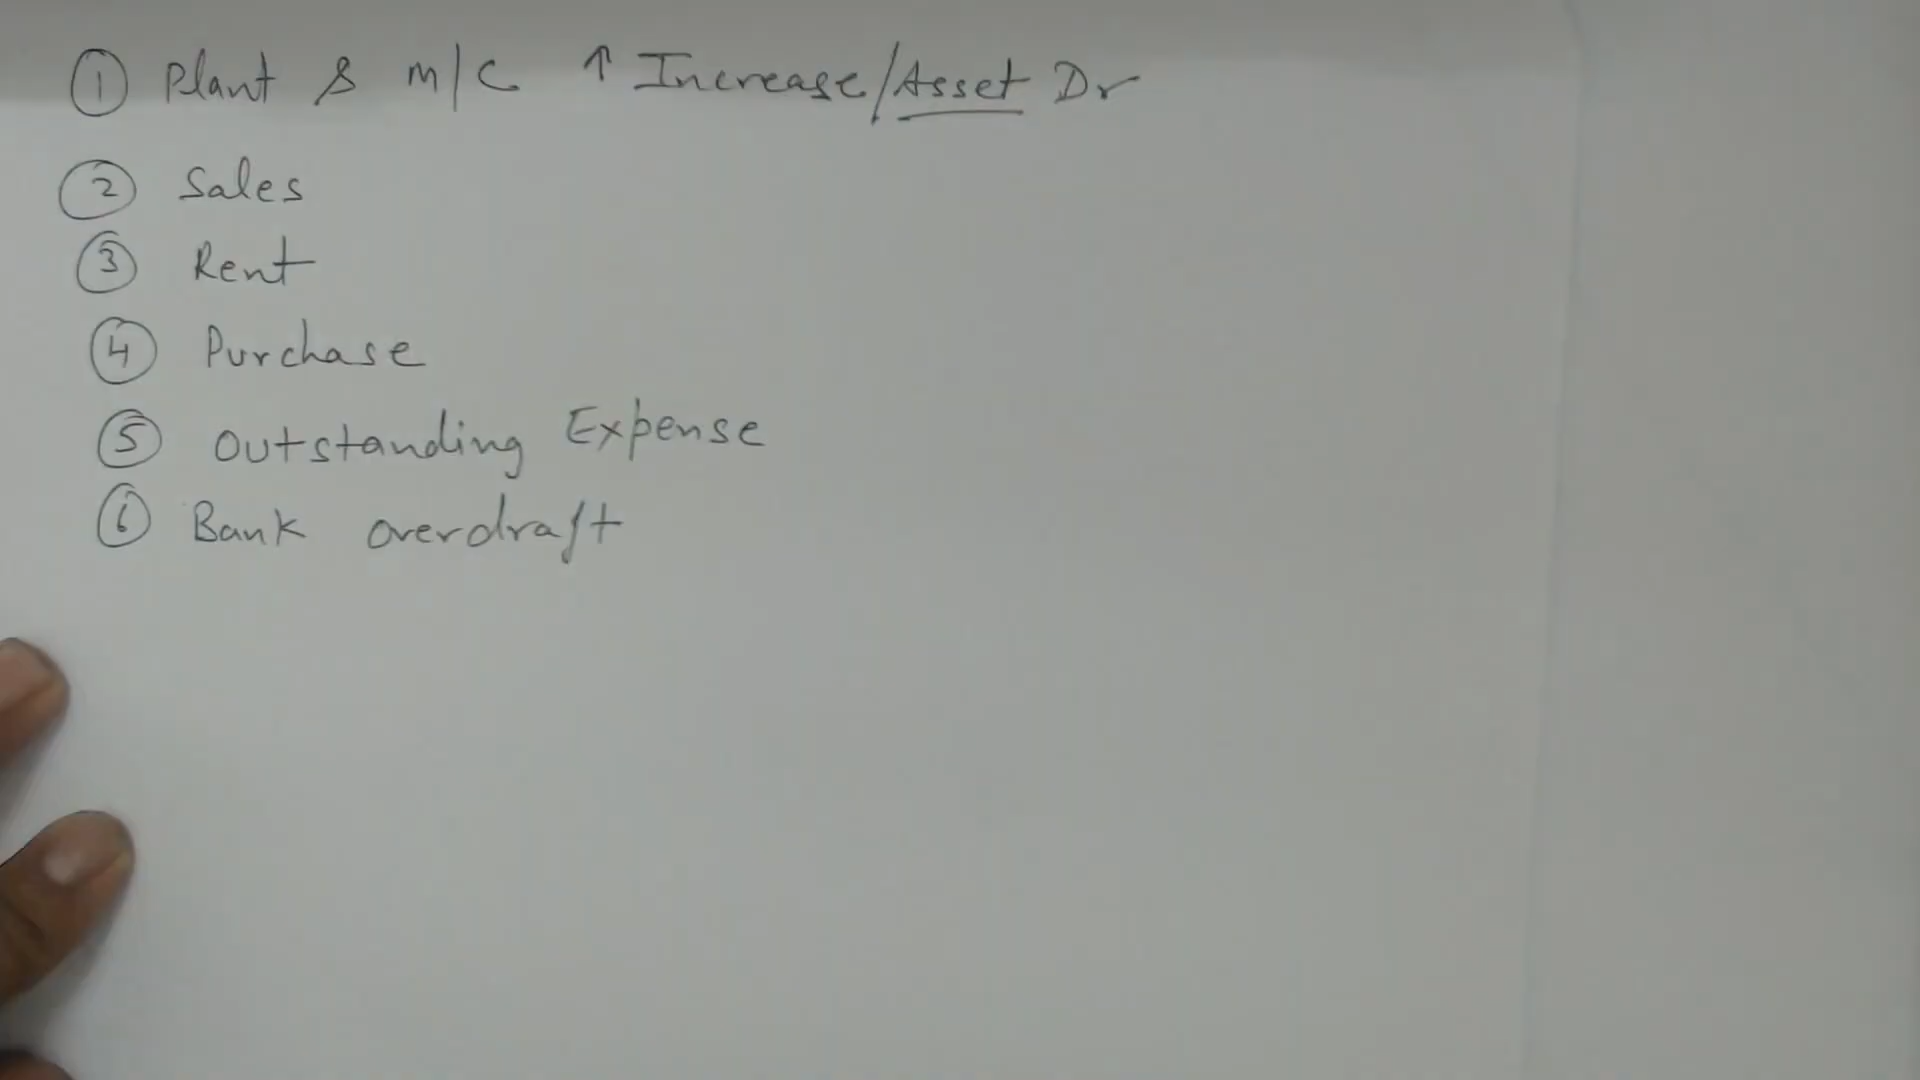 ① Plant & m/c ↑ Increase/Asset Dr
② Sales
③ Rent
④ Purchase
⑤ Outstanding Expense
⑥ Bank overdraft